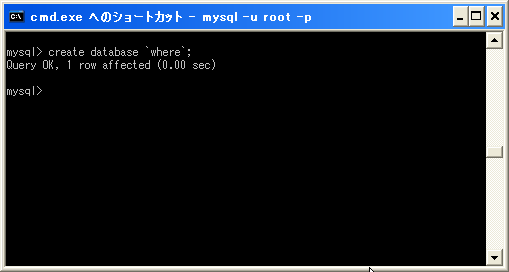 cmd.exe へのショートカット - mysql -u root -p
mysql> create database `where`;
Query OK, 1 row affected (0.00 sec)
mysql>